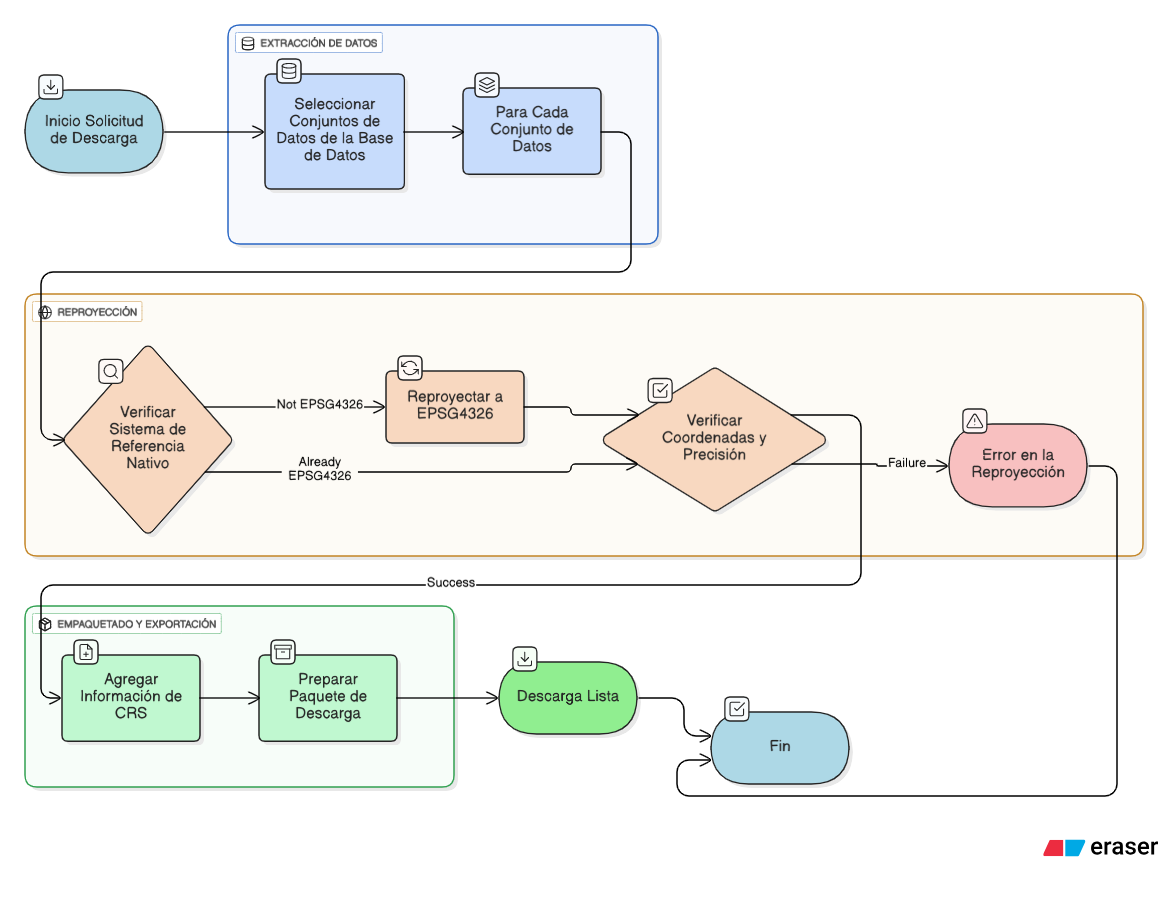 EXTRACCIÓN DE DATOS
Inicio Solicitud
de Descarga
Seleccionar
Conjuntos de
Datos de la Base
de Datos
Para Cada
Conjunto de
Datos
REPROYECCIÓN
Verificar
Sistema de
Referencia
Nativo
Not EPSG4326
Already
EPSG4326
Reproyectar a
EPSG4326
Verificar
Coordenadas y
Precisión
Failure
Error en la
Reproyección
Success
EMPAQUETADO Y EXPORTACIÓN
Agregar
Información de
CRS
Preparar
Paquete de
Descarga
Descarga Lista
Fin
eraser